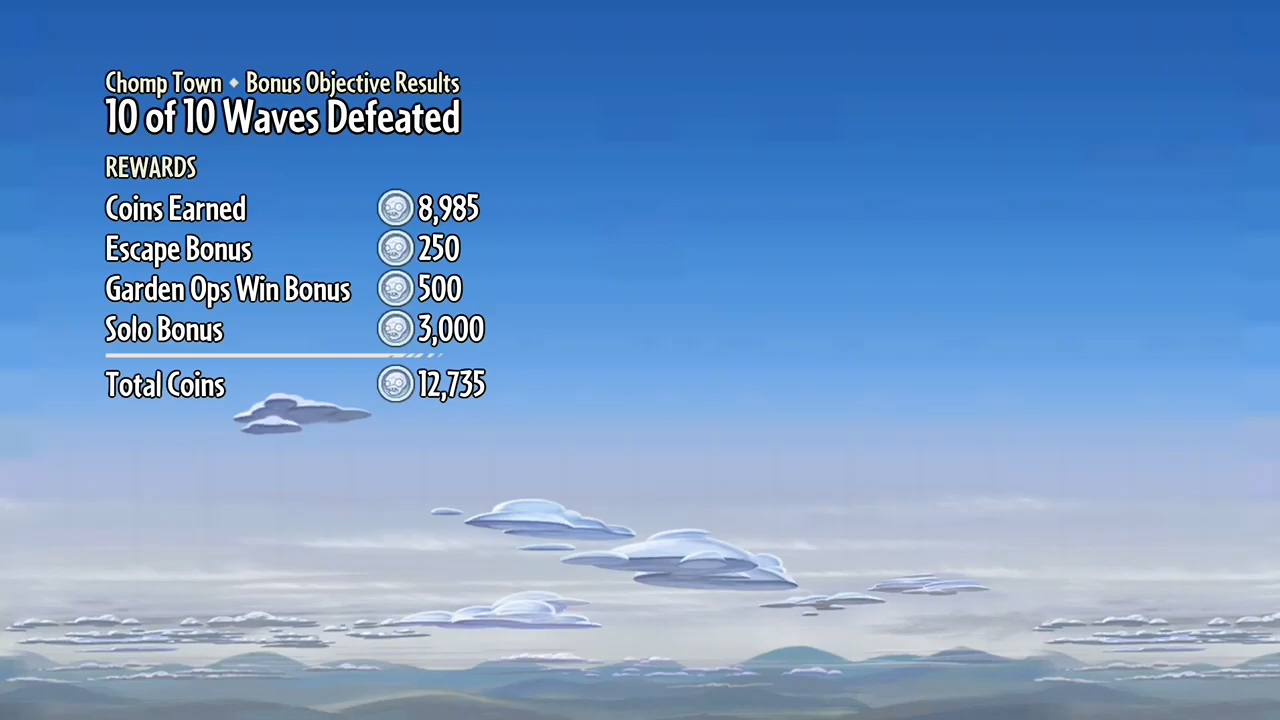 Chomp Town • Bonus Objective Results
10 of 10 Waves Defeated
REWARDS
Coins Earned 8,985
Escape Bonus 250
Garden Ops Win Bonus 500
Solo Bonus 3,000
Total Coins 12,735